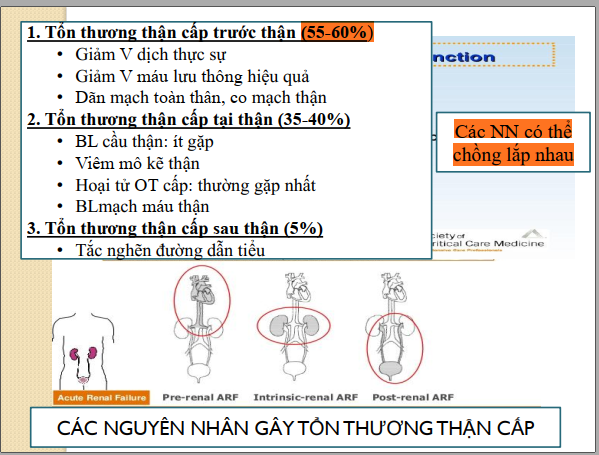 1. Tổn thương thận cấp trước thận (55-60%)
• Giảm V dịch thực sự
• Giảm V máu lưu thông hiệu quả
• Dãn mạch toàn thân, co mạch thận
2. Tổn thương thận cấp tại thận (35-40%)
• BL cầu thận: ít gặp
• Viêm mô kẽ thận
• Hoại tử OT cấp: thường gặp nhất
• BLmạch máu thận
3. Tổn thương thận cấp sau thận (5%)
• Tắc nghẽn đường dẫn tiểu
nction
Các NN có thể
chồng lắp nhau
ciety of
ritical Care Medicine
Acute Renal Failure
Pre-renal ARF
Intrinsic-renal ARF
Post-renal ARF
CÁC NGUYÊN NHÂN GÂY TỔN THƯƠNG THẬN CẤP